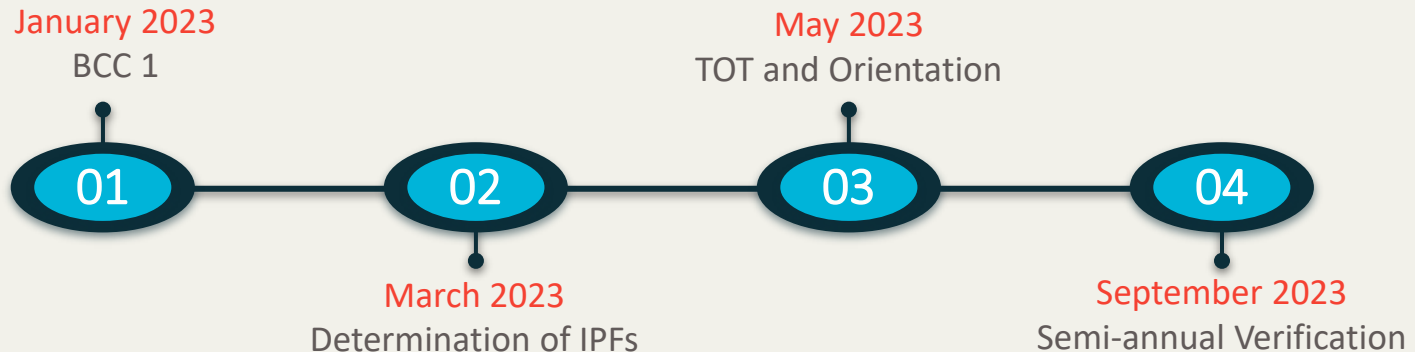 January 2023
BCC 1
May 2023
TOT and Orientation
01
02
03
04
March 2023
Determination of IPFs
September 2023
Semi-annual Verification